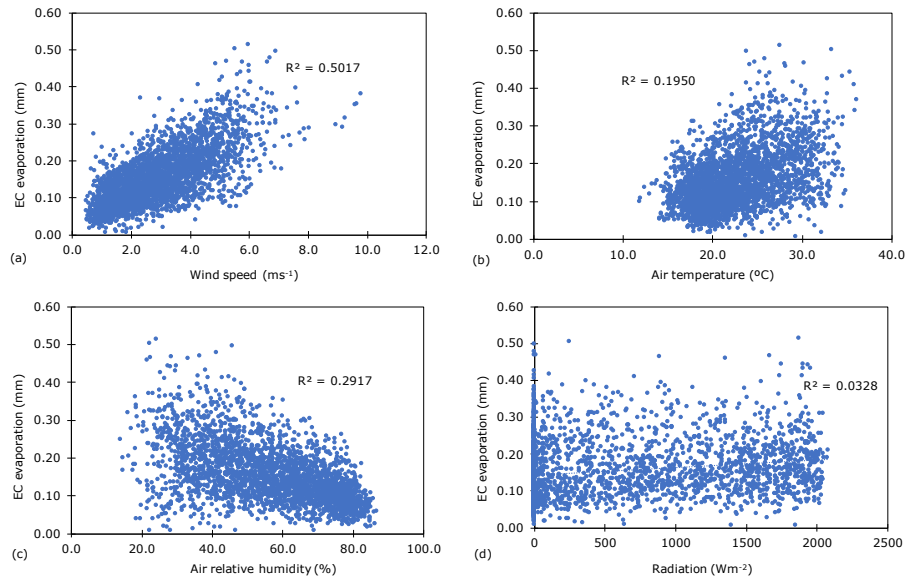 0.60
0.50
0.40
0.30
0.20
0.10
0.00
EC evaporation (mm)
R² = 0.5017
0.0 2.0 4.0 6.0 8.0 10.0 12.0
Wind speed (ms⁻¹)
(a)
0.60
0.50
0.40
0.30
0.20
0.10
0.00
EC evaporation (mm)
R² = 0.1950
0.0 10.0 20.0 30.0 40.0
Air temperature (ºC)
(b)
0.60
0.50
0.40
0.30
0.20
0.10
0.00
EC evaporation (mm)
R² = 0.2917
0.0 20.0 40.0 60.0 80.0 100.0
Air relative humidity (%)
(c)
0.60
0.50
0.40
0.30
0.20
0.10
0.00
EC evaporation (mm)
R² = 0.0328
0 500 1000 1500 2000 2500
Radiation (Wm⁻²)
(d)